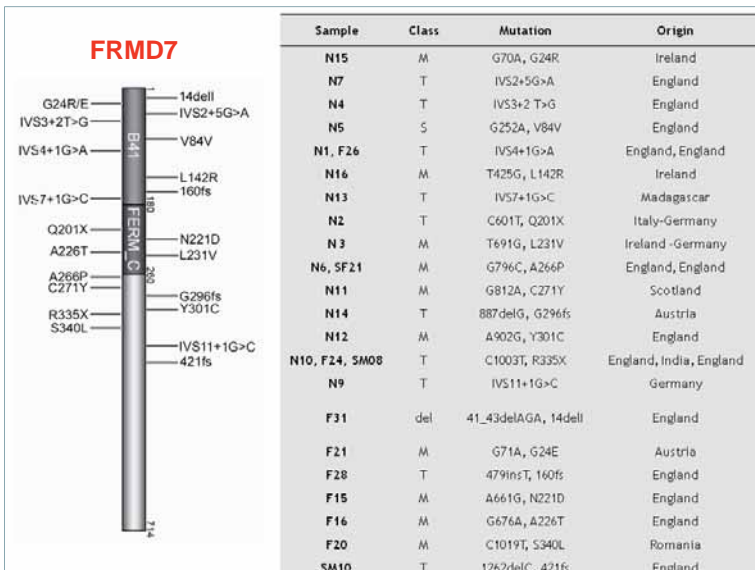 FRMD7
1
G24R/E
14delI
IVS2+5G>A
IVS3+2T>G
V84V
B41
IVS4+1G>A
L142R
160fs
IVS7+1G>C
180
Q201X
FERM_C
N221D
A226T
L231V
A266P
260
C271Y
G296fs
Y301C
R335X
S340L
IVS11+1G>C
421fs
714
Sample Class Mutation Origin
N15 M G70A, G24R Ireland
N7 T IVS2+5G>A England
N4 T IVS3+2 T>G England
N5 S G252A, V84V England
N1, F26 T IVS4+1G>A England, England
N16 M T425G, L142R Ireland
N13 T IVS7+1G>C Madagascar
N2 T C601T, Q201X Italy-Germany
N3 M T691G, L231V Ireland -Germany
N6, SF21 M G796C, A266P England, England
N11 M G812A, C271Y Scotland
N14 T 887delG, G296fs Austria
N12 M A902G, Y301C England
N10, F24, SM08 T C1003T, R335X England, India, England
N9 T IVS11+1G>C Germany
F31 del 41_43delAGA, 14delI England
F21 M G71A, G24E Austria
F28 T 479insT, 160fs England
F15 M A661G, N221D England
F16 M G676A, A226T England
F20 M C1019T, S340L Romania
SM10 T 1262delC, 421fs England